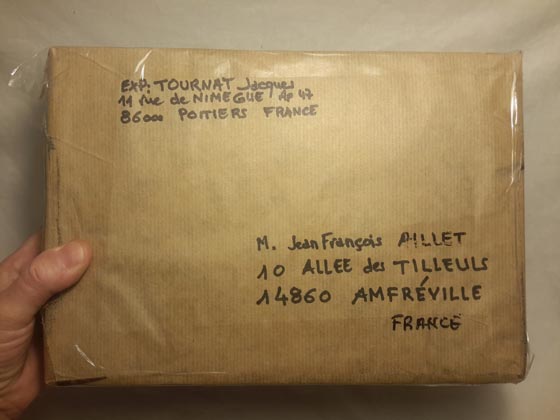 EXP: TOURNAT Jacques
11 rue de NIMEGUE Ap 47
86000 POITIERS FRANCE
M. Jean François AILLET
10 ALLEE des TILLEULS
14860 AMFRÉVILLE
FRANCE